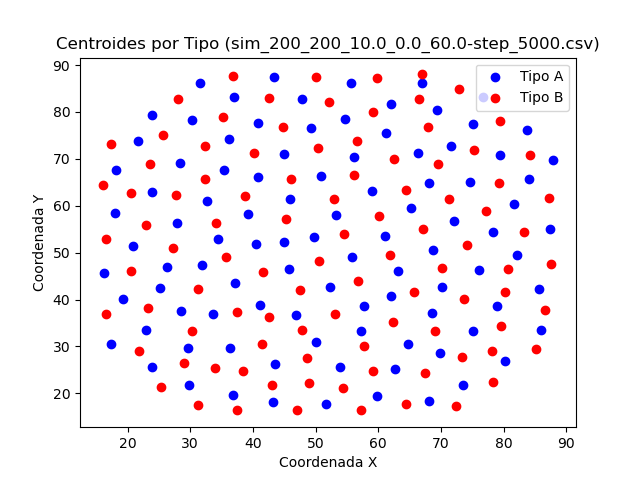 Centroides por Tipo (sim_200_200_10.0_0.0_60.0-step_5000.csv)
Tipo A
Tipo B
90
80
70
60
50
40
30
20
Coordenada Y
20 30 40 50 60 70 80 90
Coordenada X